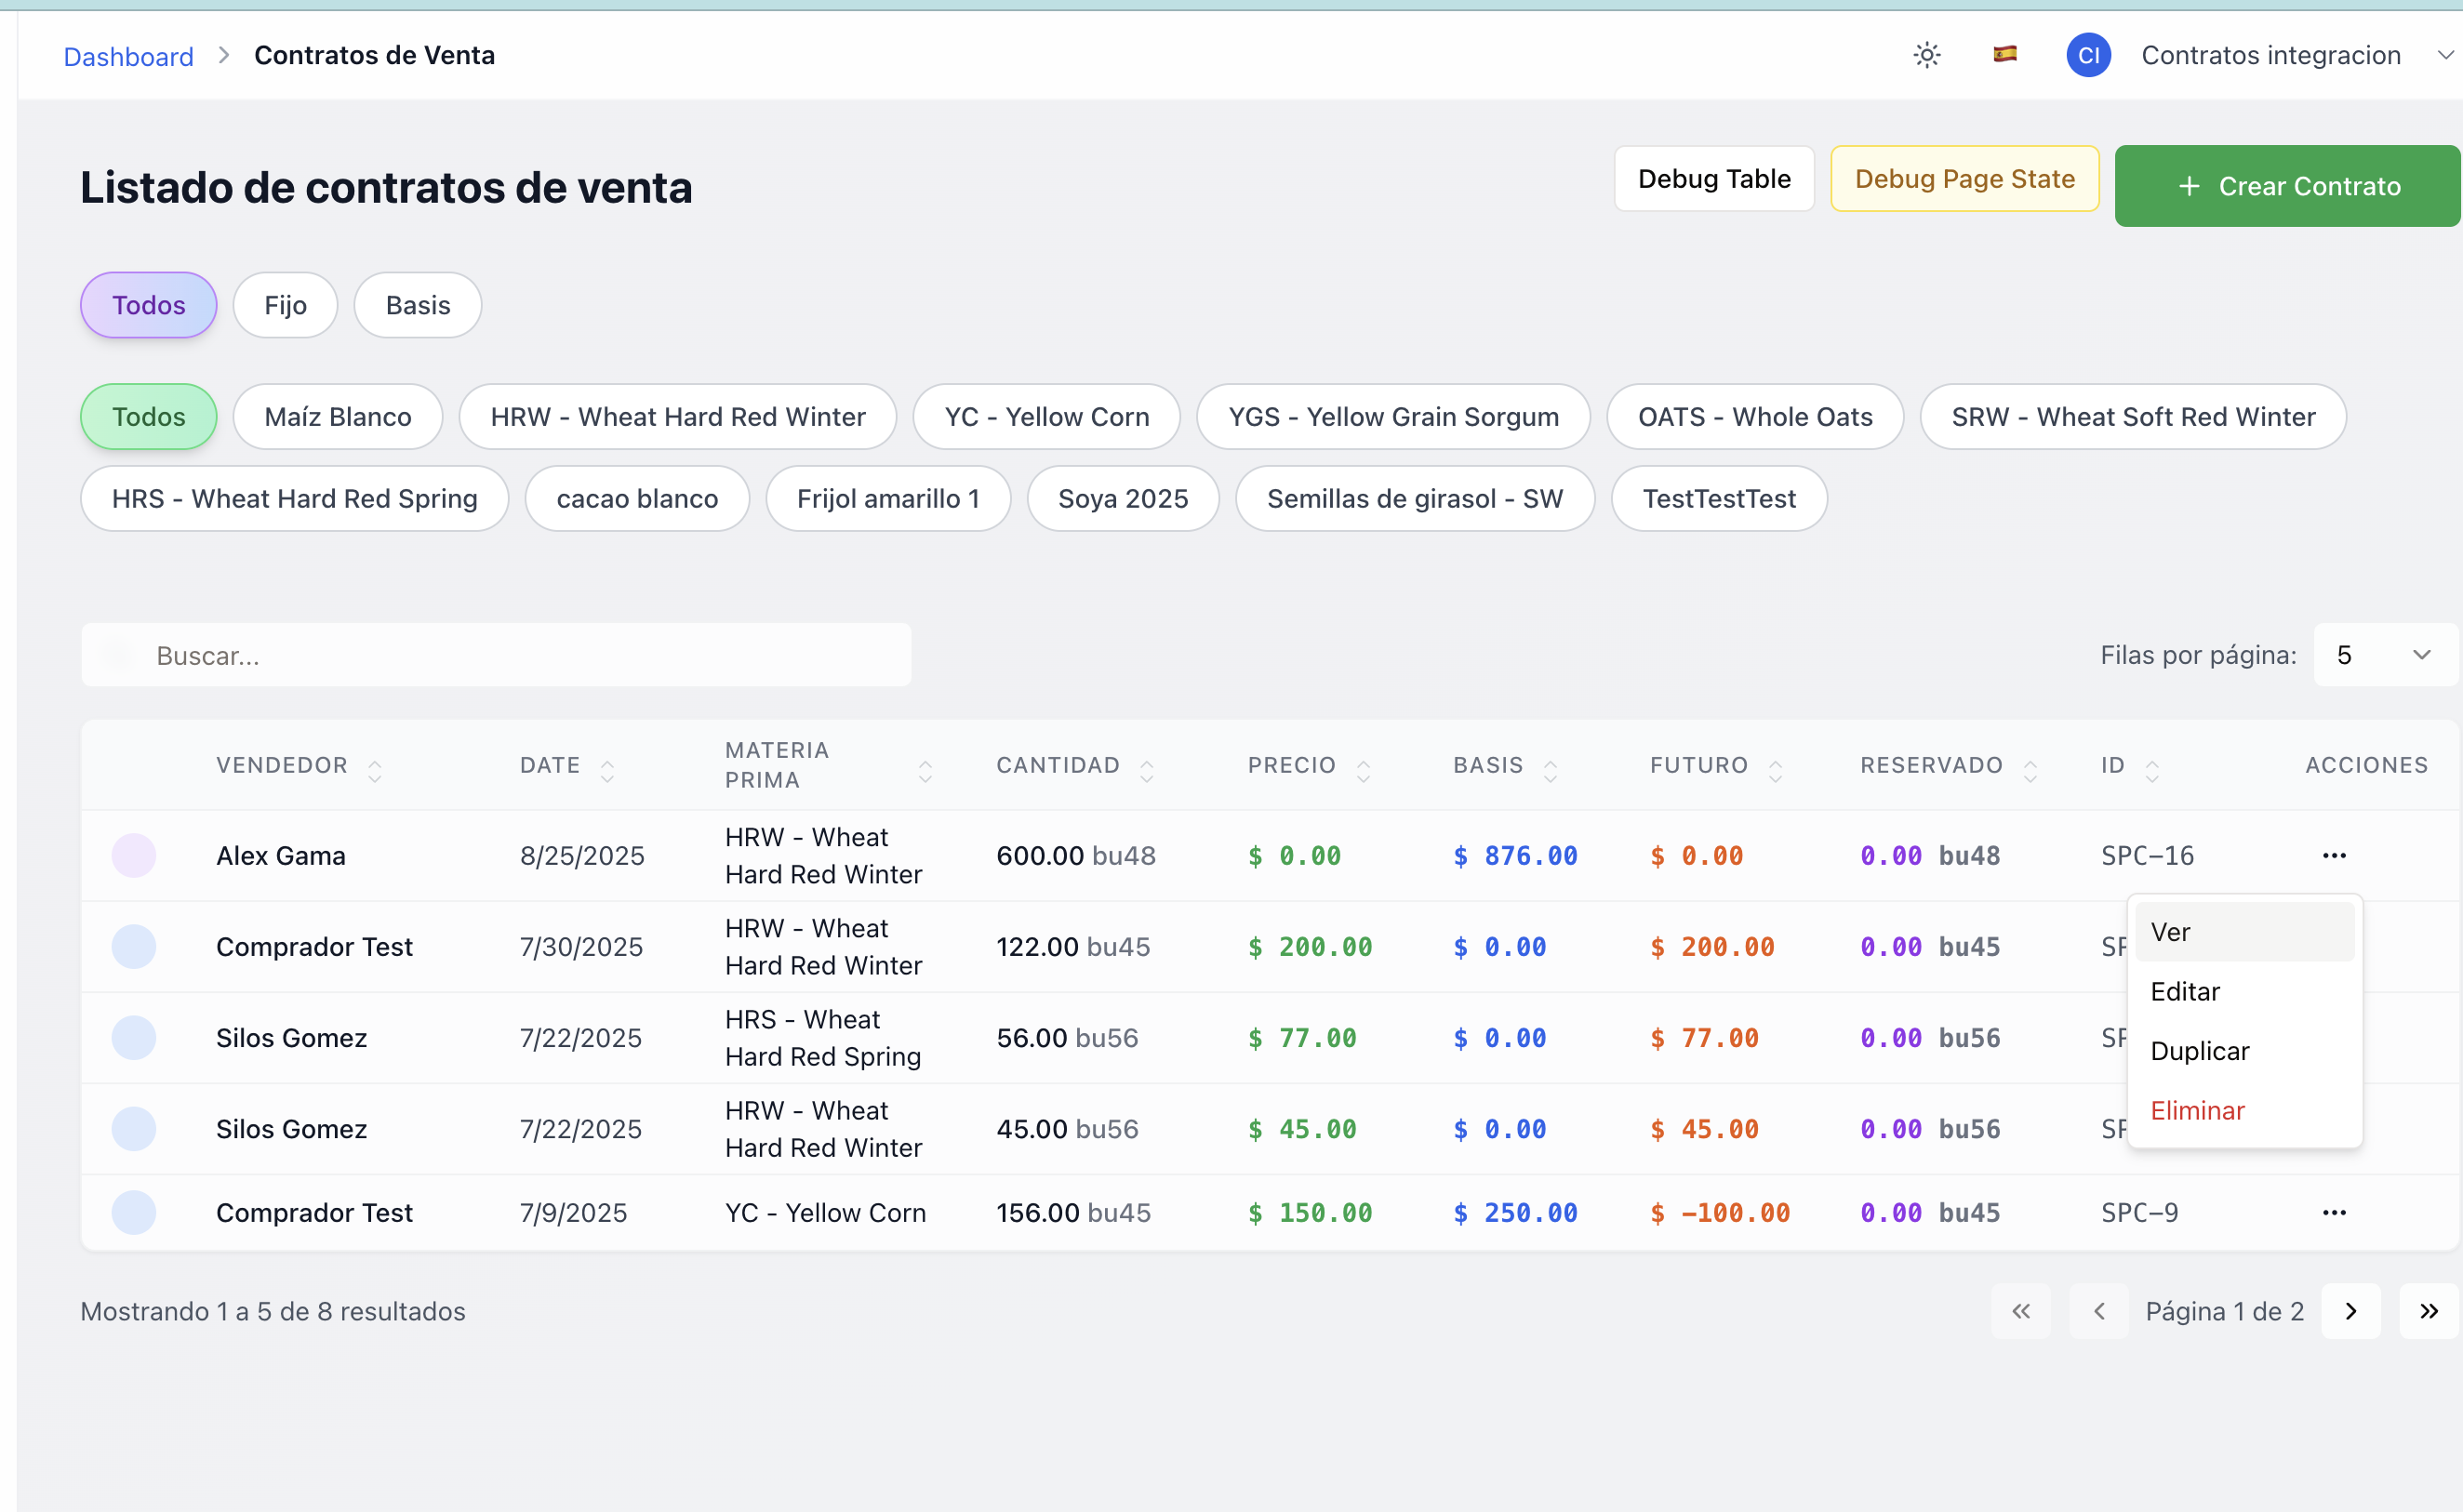 Dashboard > Contratos de Venta
CI Contratos integracion
Listado de contratos de venta
Debug Table Debug Page State + Crear Contrato
Todos Fijo Basis
Todos Maíz Blanco HRW - Wheat Hard Red Winter YC - Yellow Corn YGS - Yellow Grain Sorgum OATS - Whole Oats SRW - Wheat Soft Red Winter
HRS - Wheat Hard Red Spring cacao blanco Frijol amarillo 1 Soya 2025 Semillas de girasol - SW TestTestTest
Buscar... Filas por página: 5
VENDEDOR DATE MATERIA PRIMA CANTIDAD PRECIO BASIS FUTURO RESERVADO ID ACCIONES
Alex Gama 8/25/2025 HRW - Wheat Hard Red Winter 600.00 bu48 $ 0.00 $ 876.00 $ 0.00 0.00 bu48 SPC-16 ...
Comprador Test 7/30/2025 HRW - Wheat Hard Red Winter 122.00 bu45 $ 200.00 $ 0.00 $ 200.00 0.00 bu45
Silos Gomez 7/22/2025 HRS - Wheat Hard Red Spring 56.00 bu56 $ 77.00 $ 0.00 $ 77.00 0.00 bu56
Silos Gomez 7/22/2025 HRW - Wheat Hard Red Winter 45.00 bu56 $ 45.00 $ 0.00 $ 45.00 0.00 bu56
Comprador Test 7/9/2025 YC - Yellow Corn 156.00 bu45 $ 150.00 $ 250.00 $ -100.00 0.00 bu45 SPC-9 ...
Ver
Editar
Duplicar
Eliminar
Mostrando 1 a 5 de 8 resultados « ‹ Página 1 de 2 › »